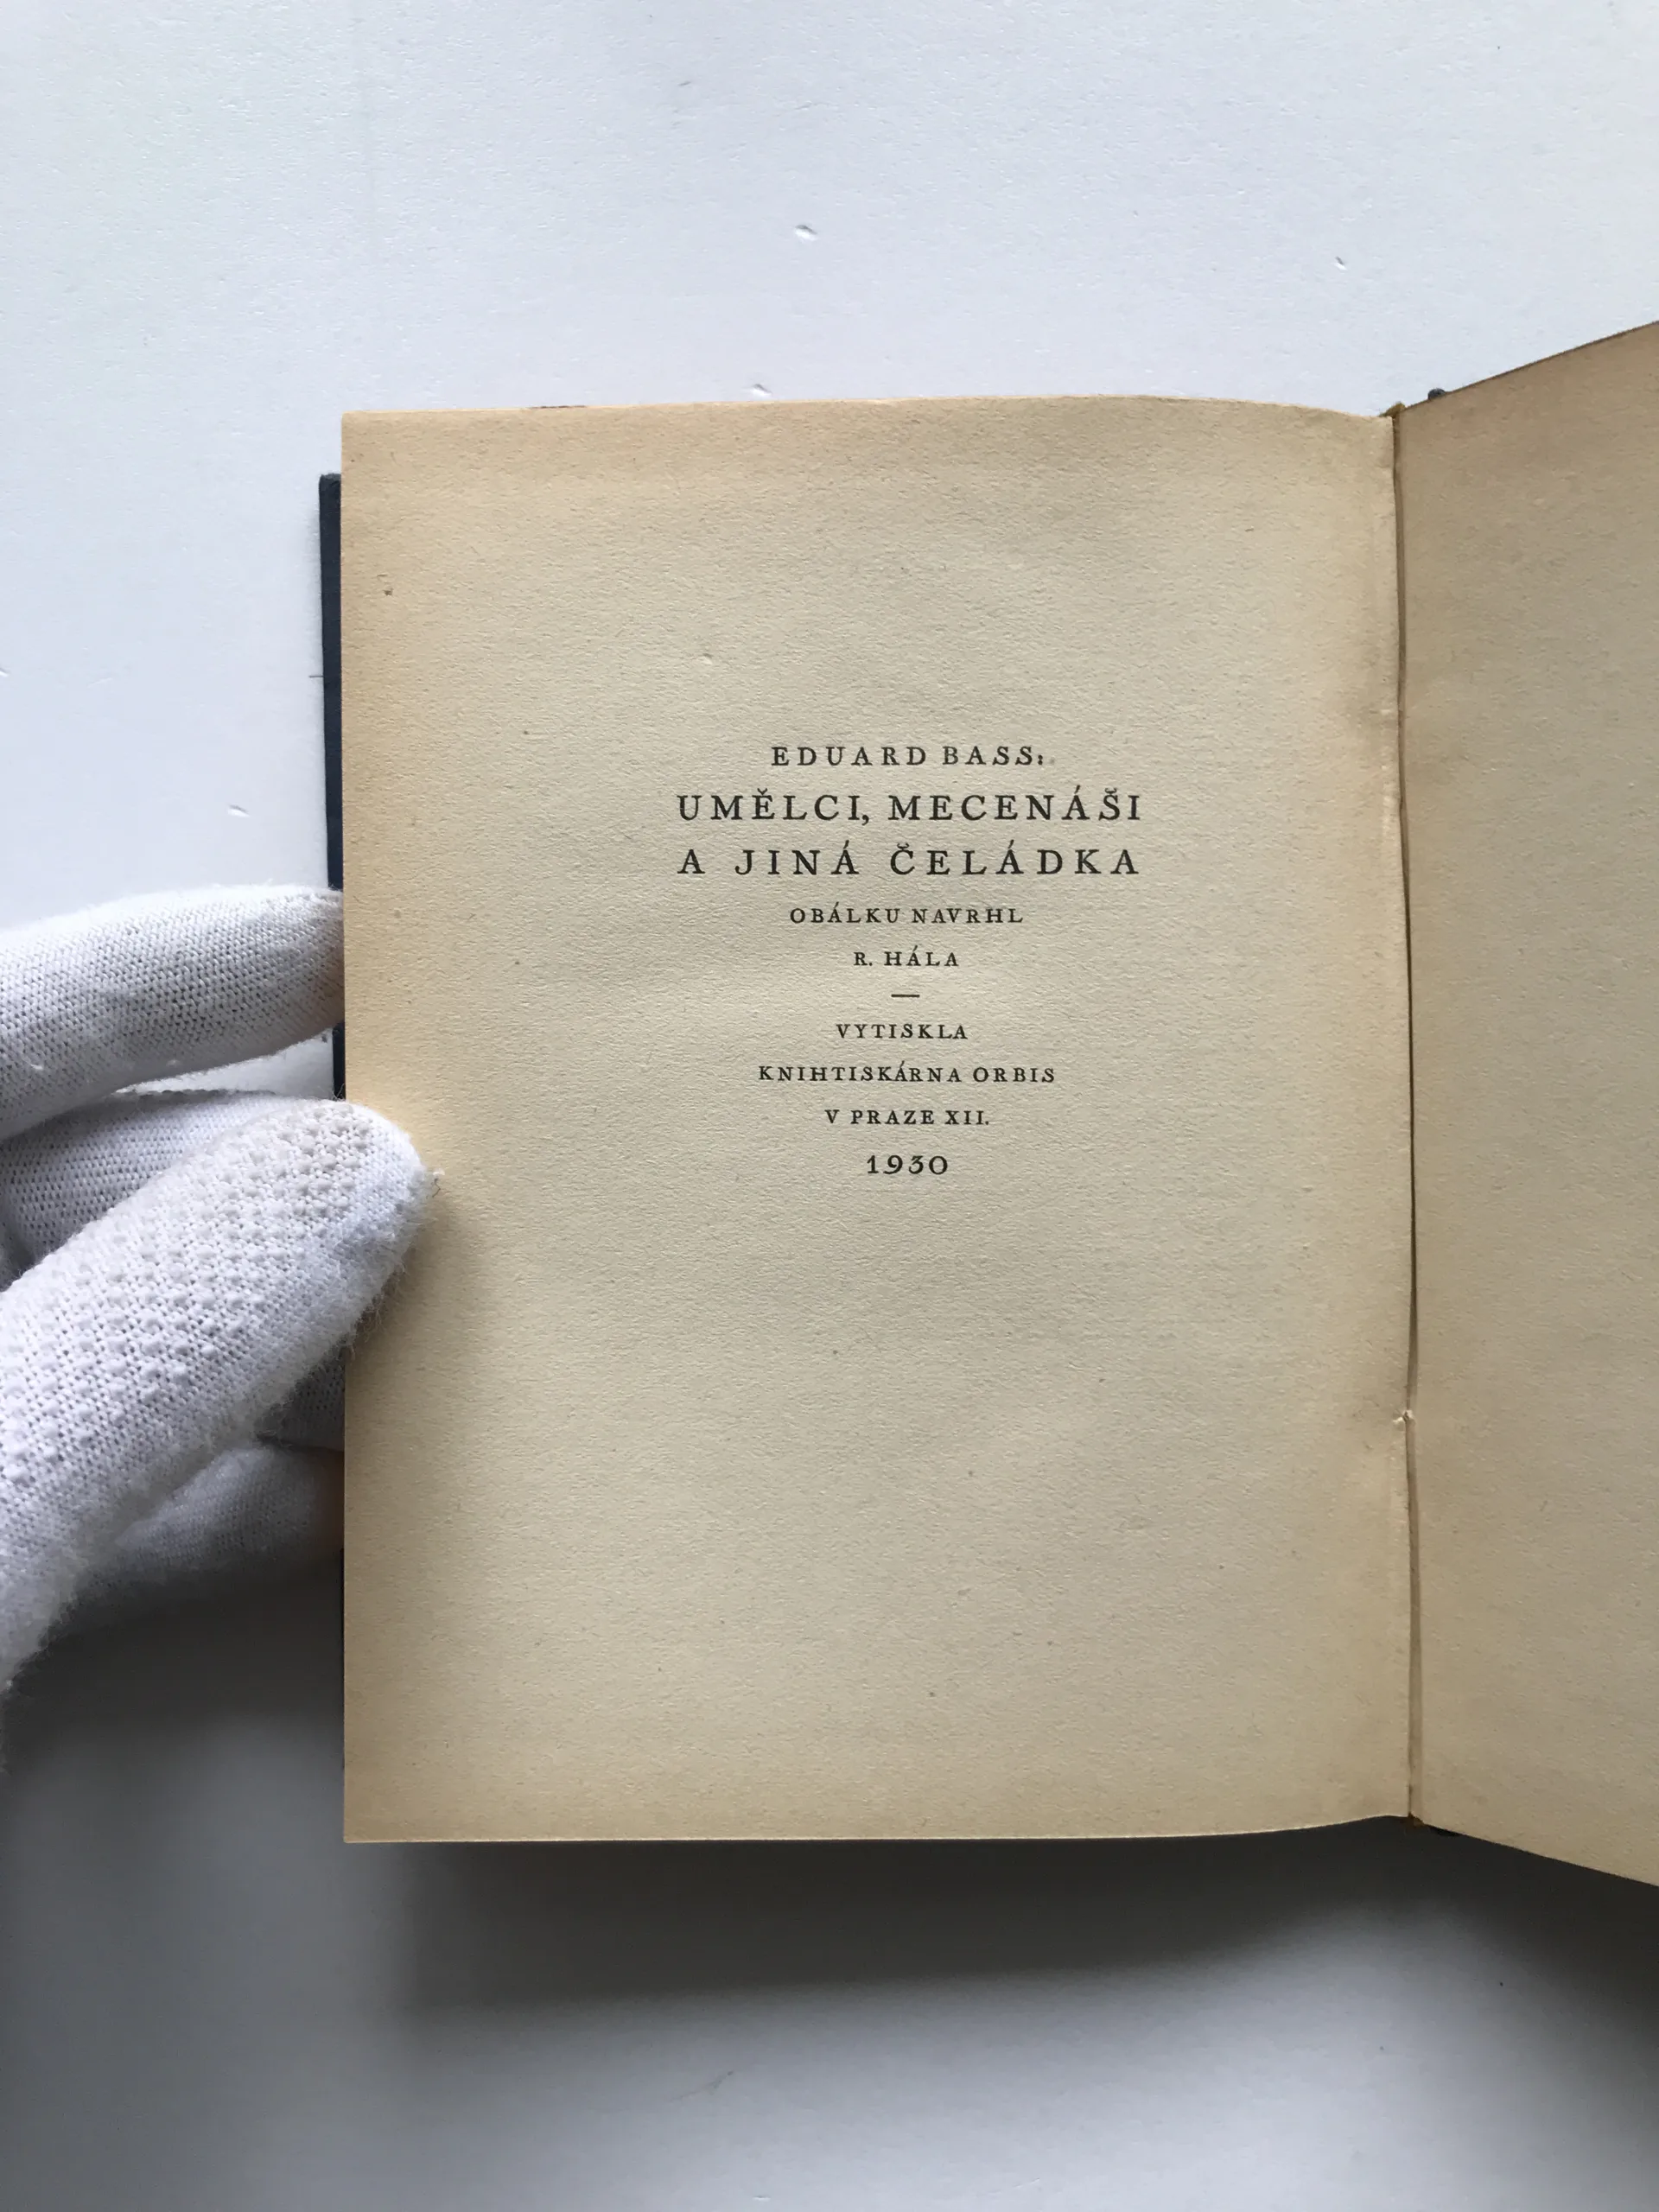 EDUARD BASS:
UMĚLCI, MECENÁŠI
A JINÁ ČELÁDKA
OBÁLKU NAVRHL
R. HÁLA
—
VYTISKLA
KNIHTISKÁRNA ORBIS
V PRAZE XII.
1930